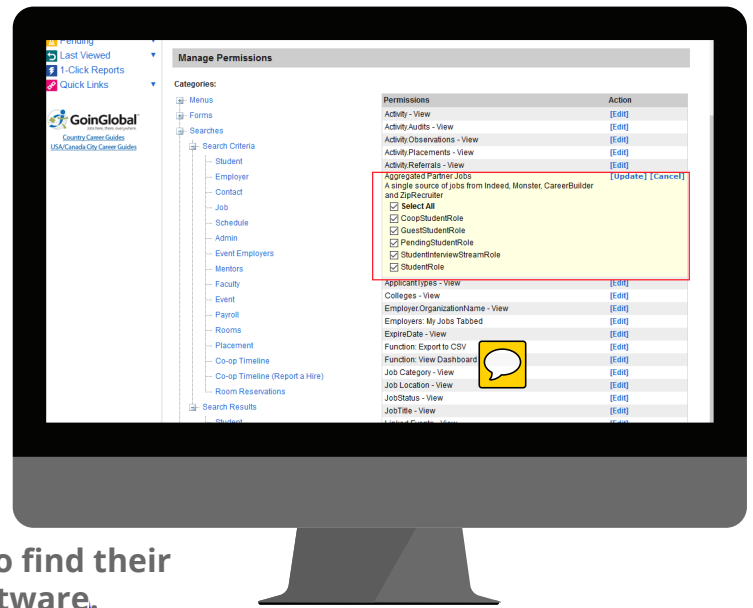 Pending
Last Viewed
1-Click Reports
Quick Links
GoinGlobal
Country Career Guides
USA/Canada City Career Guides
Manage Permissions
Categories:
Menus
Forms
Searches
Search Criteria
Student
Employer
Contact
Job
Schedule
Admin
Event Employers
Mentors
Faculty
Event
Payroll
Rooms
Placement
Co-op Timeline
Co-op Timeline (Report a Hire)
Room Reservations
Search Results
Student
Permissions Action
Activity - View [Edit]
Activity.Audits - View [Edit]
Activity.Observations - View [Edit]
Activity.Placements - View [Edit]
Activity.Referrals - View [Edit]
Aggregated Partner Jobs [Update] [Cancel]
A single source of jobs from Indeed, Monster, CareerBuilder
and ZipRecruiter
Select All
CoopStudentRole
GuestStudentRole
PendingStudentRole
StudentInterviewStreamRole
StudentRole
ApplicantTypes - View [Edit]
Colleges - View [Edit]
Employer.OrganizationName - View [Edit]
Employers: My Jobs Tabbed [Edit]
ExpireDate - View [Edit]
Function: Export to CSV [Edit]
Function: View Dashboard [Edit]
Job Category - View [Edit]
Job Location - View [Edit]
JobStatus - View [Edit]
JobTitle - View [Edit]
Linked Events - View [Edit]
o find their
tware.